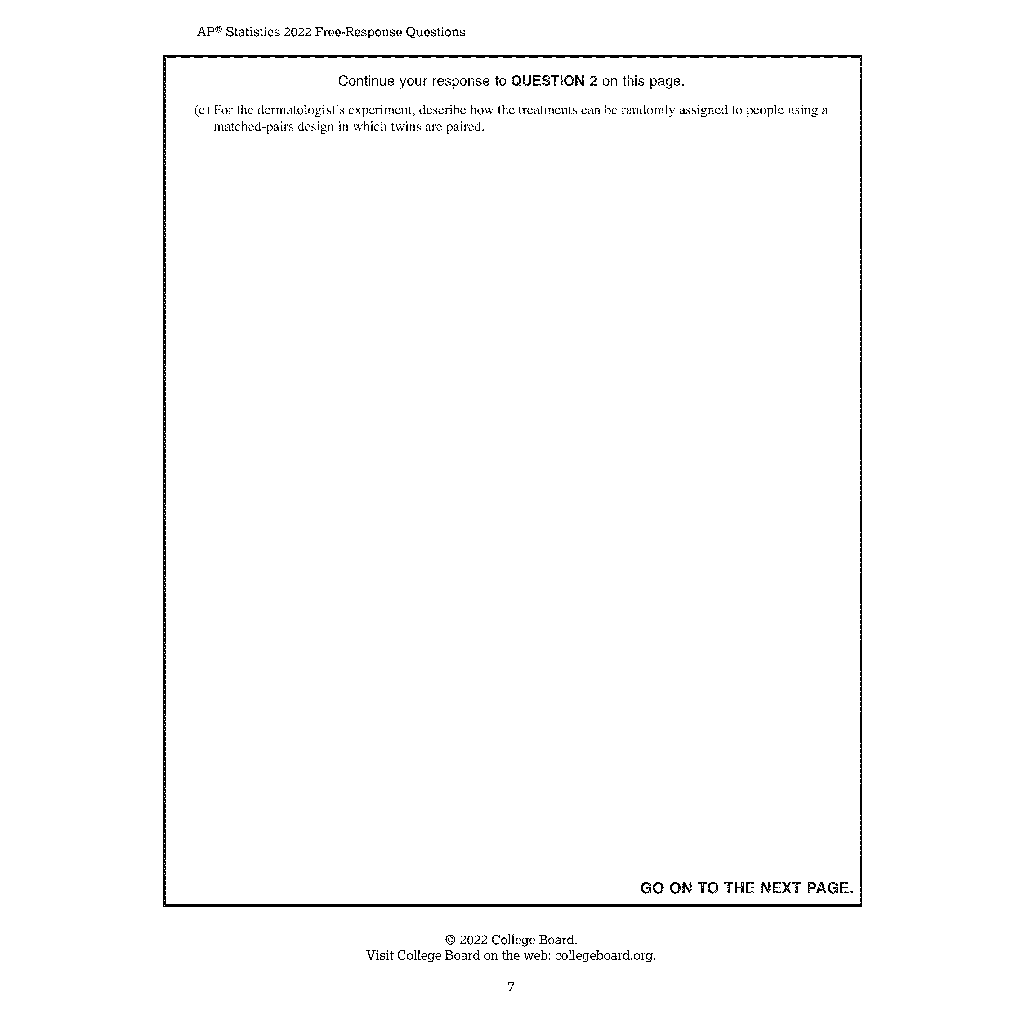 AP® Statistics 2022 Free-Response Questions
Continue your response to QUESTION 2 on this page.
(c) For the dermatologist's experiment, describe how the treatments can be randomly assigned to people using a
matched-pairs design in which twins are paired.
GO ON TO THE NEXT PAGE.
© 2022 College Board.
Visit College Board on the web: collegeboard.org.
7